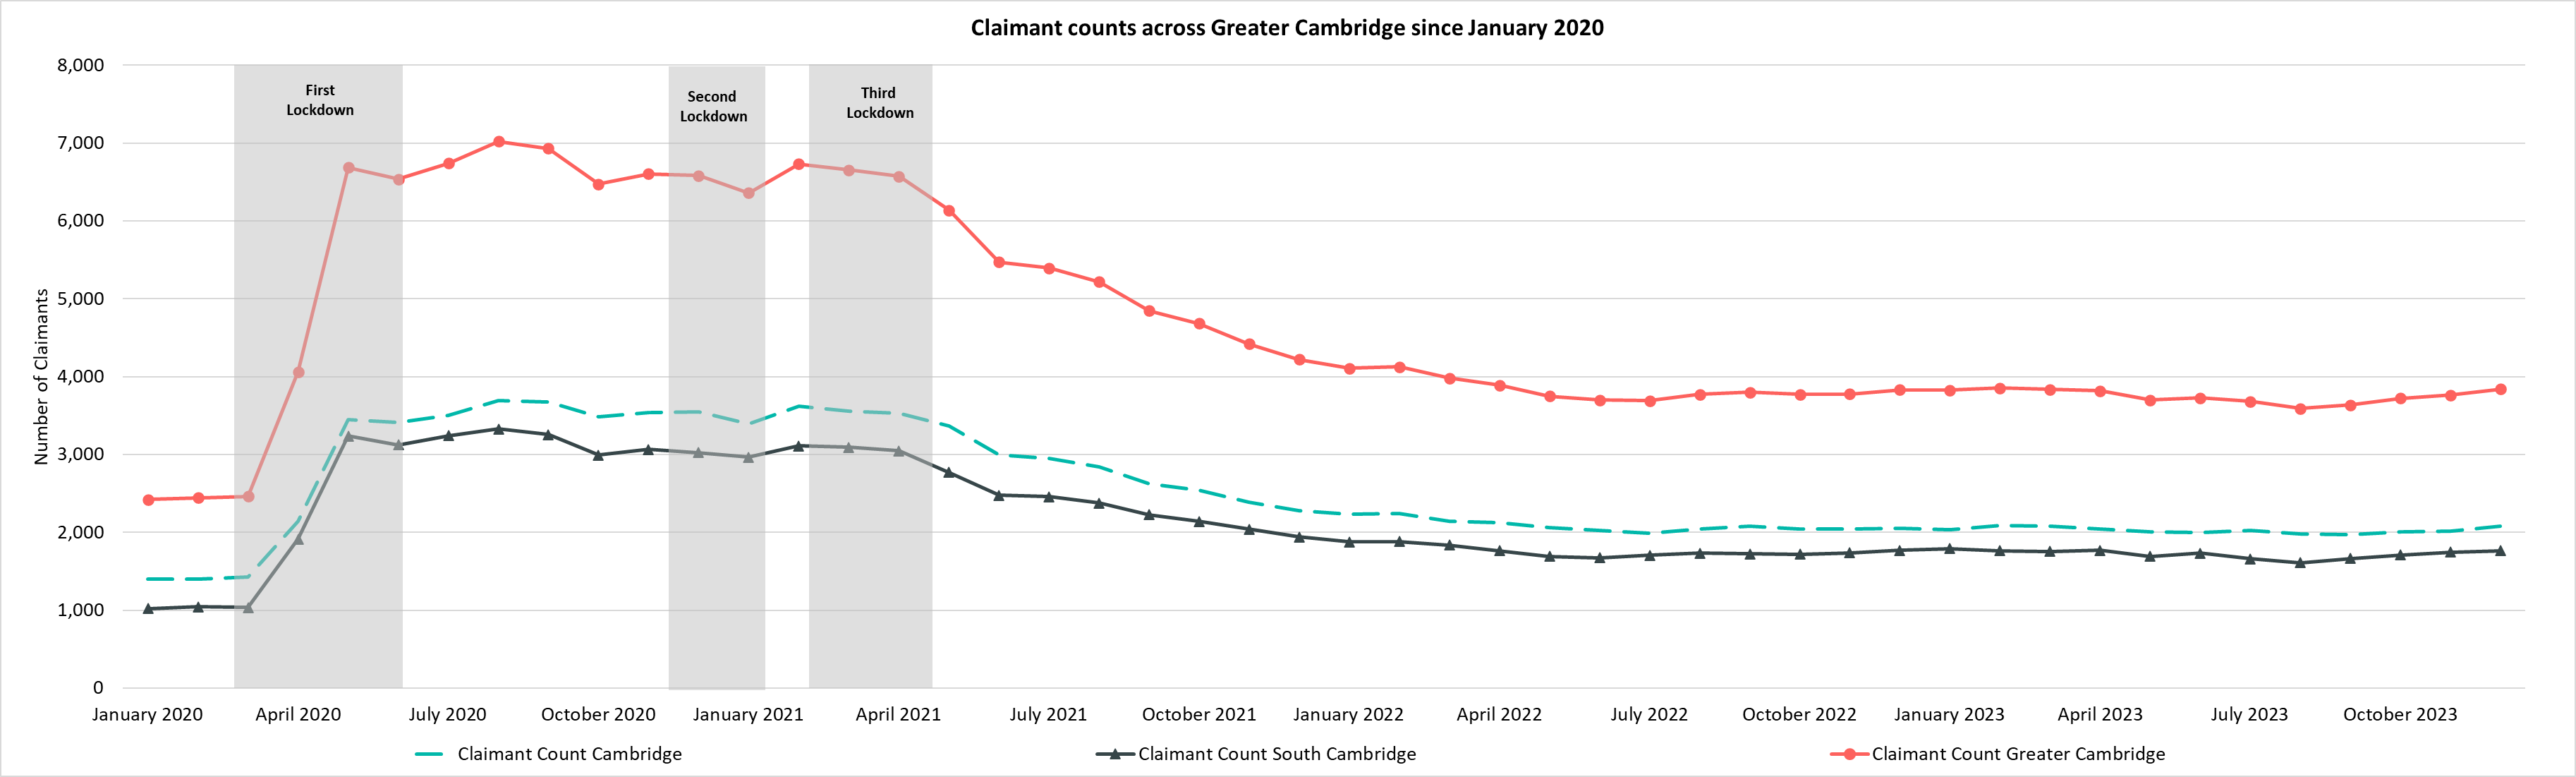 Claimant counts across Greater Cambridge since January 2020
8,000
7,000
6,000
5,000
4,000
3,000
2,000
1,000
0
Number of Claimants
First
Lockdown
Second
Lockdown
Third
Lockdown
January 2020
April 2020
July 2020
October 2020
January 2021
April 2021
July 2021
October 2021
January 2022
April 2022
July 2022
October 2022
January 2023
April 2023
July 2023
October 2023
Claimant Count Cambridge
Claimant Count South Cambridge
Claimant Count Greater Cambridge